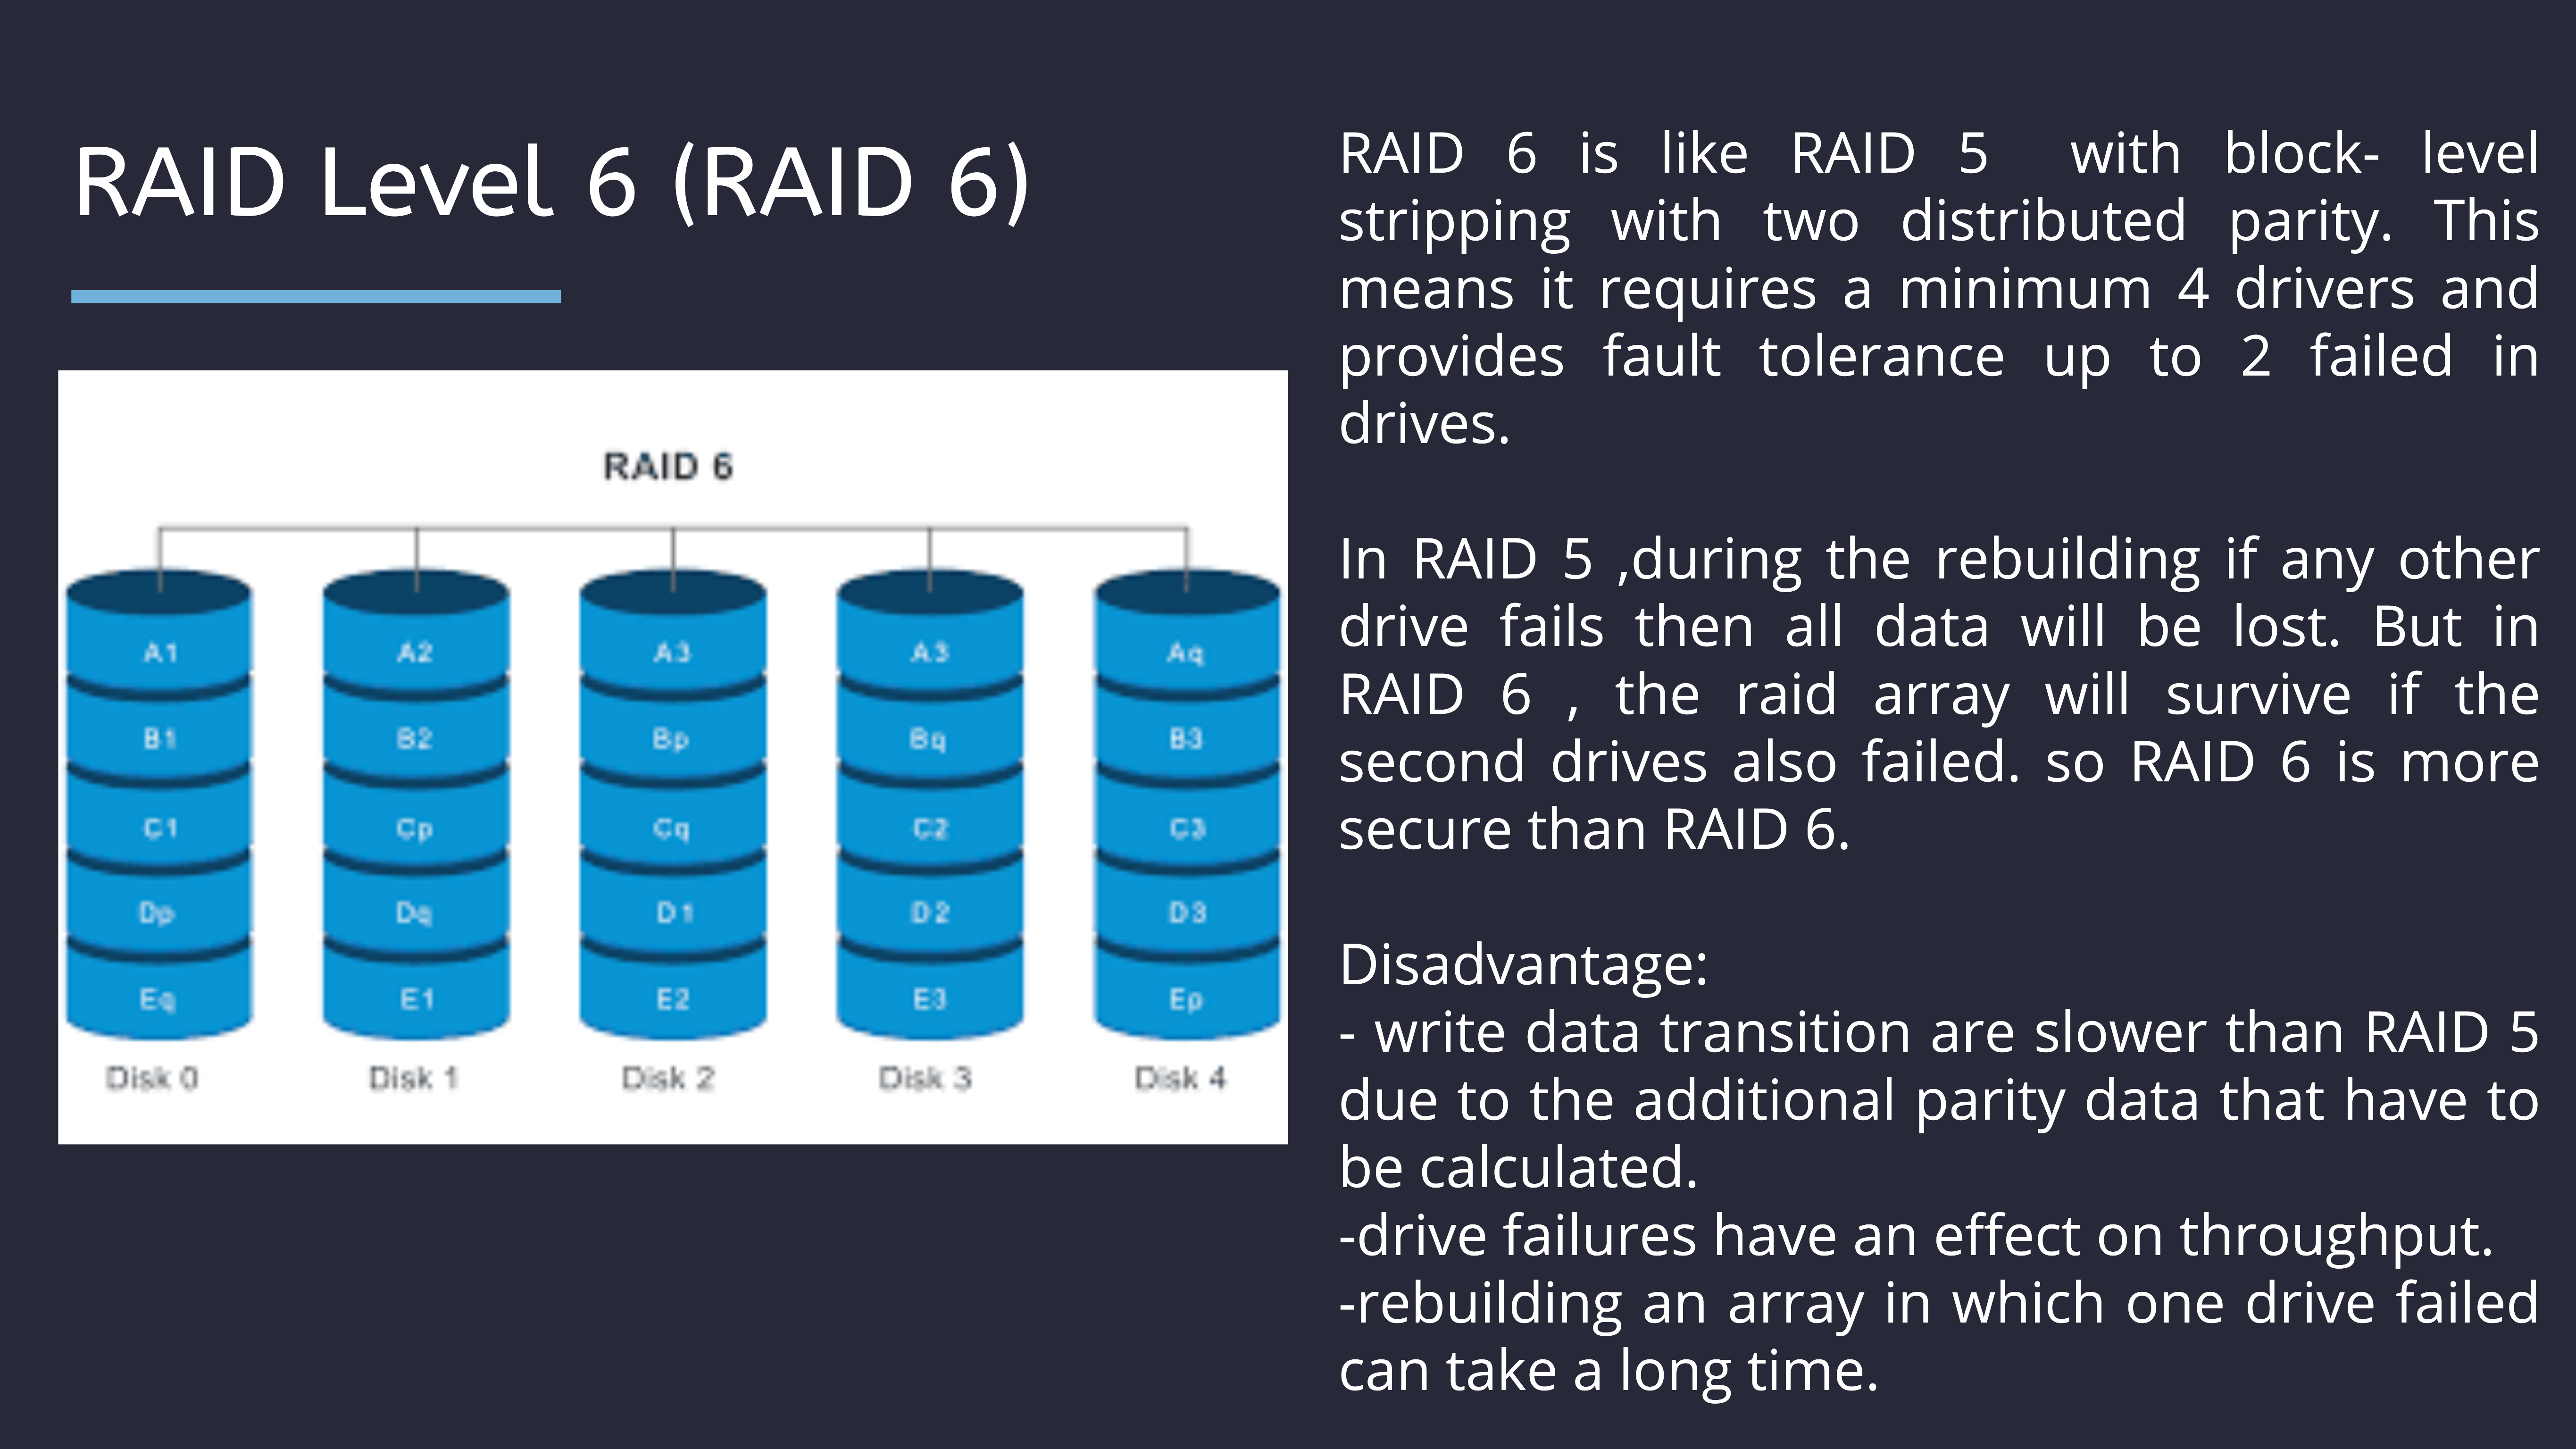 RAID Level 6 (RAID 6)
RAID 6
A1 A2 A3 A3 Aq
B1 B2 Bp Bq B3
C1 Cp Cq C2 C3
Dp Dq D1 D2 D3
Eq E1 E2 E3 Ep
Disk 0 Disk 1 Disk 2 Disk 3 Disk 4
RAID 6 is like RAID 5 with block- level
stripping with two distributed parity. This
means it requires a minimum 4 drivers and
provides fault tolerance up to 2 failed in
drives.
In RAID 5 ,during the rebuilding if any other
drive fails then all data will be lost. But in
RAID 6 , the raid array will survive if the
second drives also failed. so RAID 6 is more
secure than RAID 6.
Disadvantage:
- write data transition are slower than RAID 5
due to the additional parity data that have to
be calculated.
-drive failures have an effect on throughput.
-rebuilding an array in which one drive failed
can take a long time.